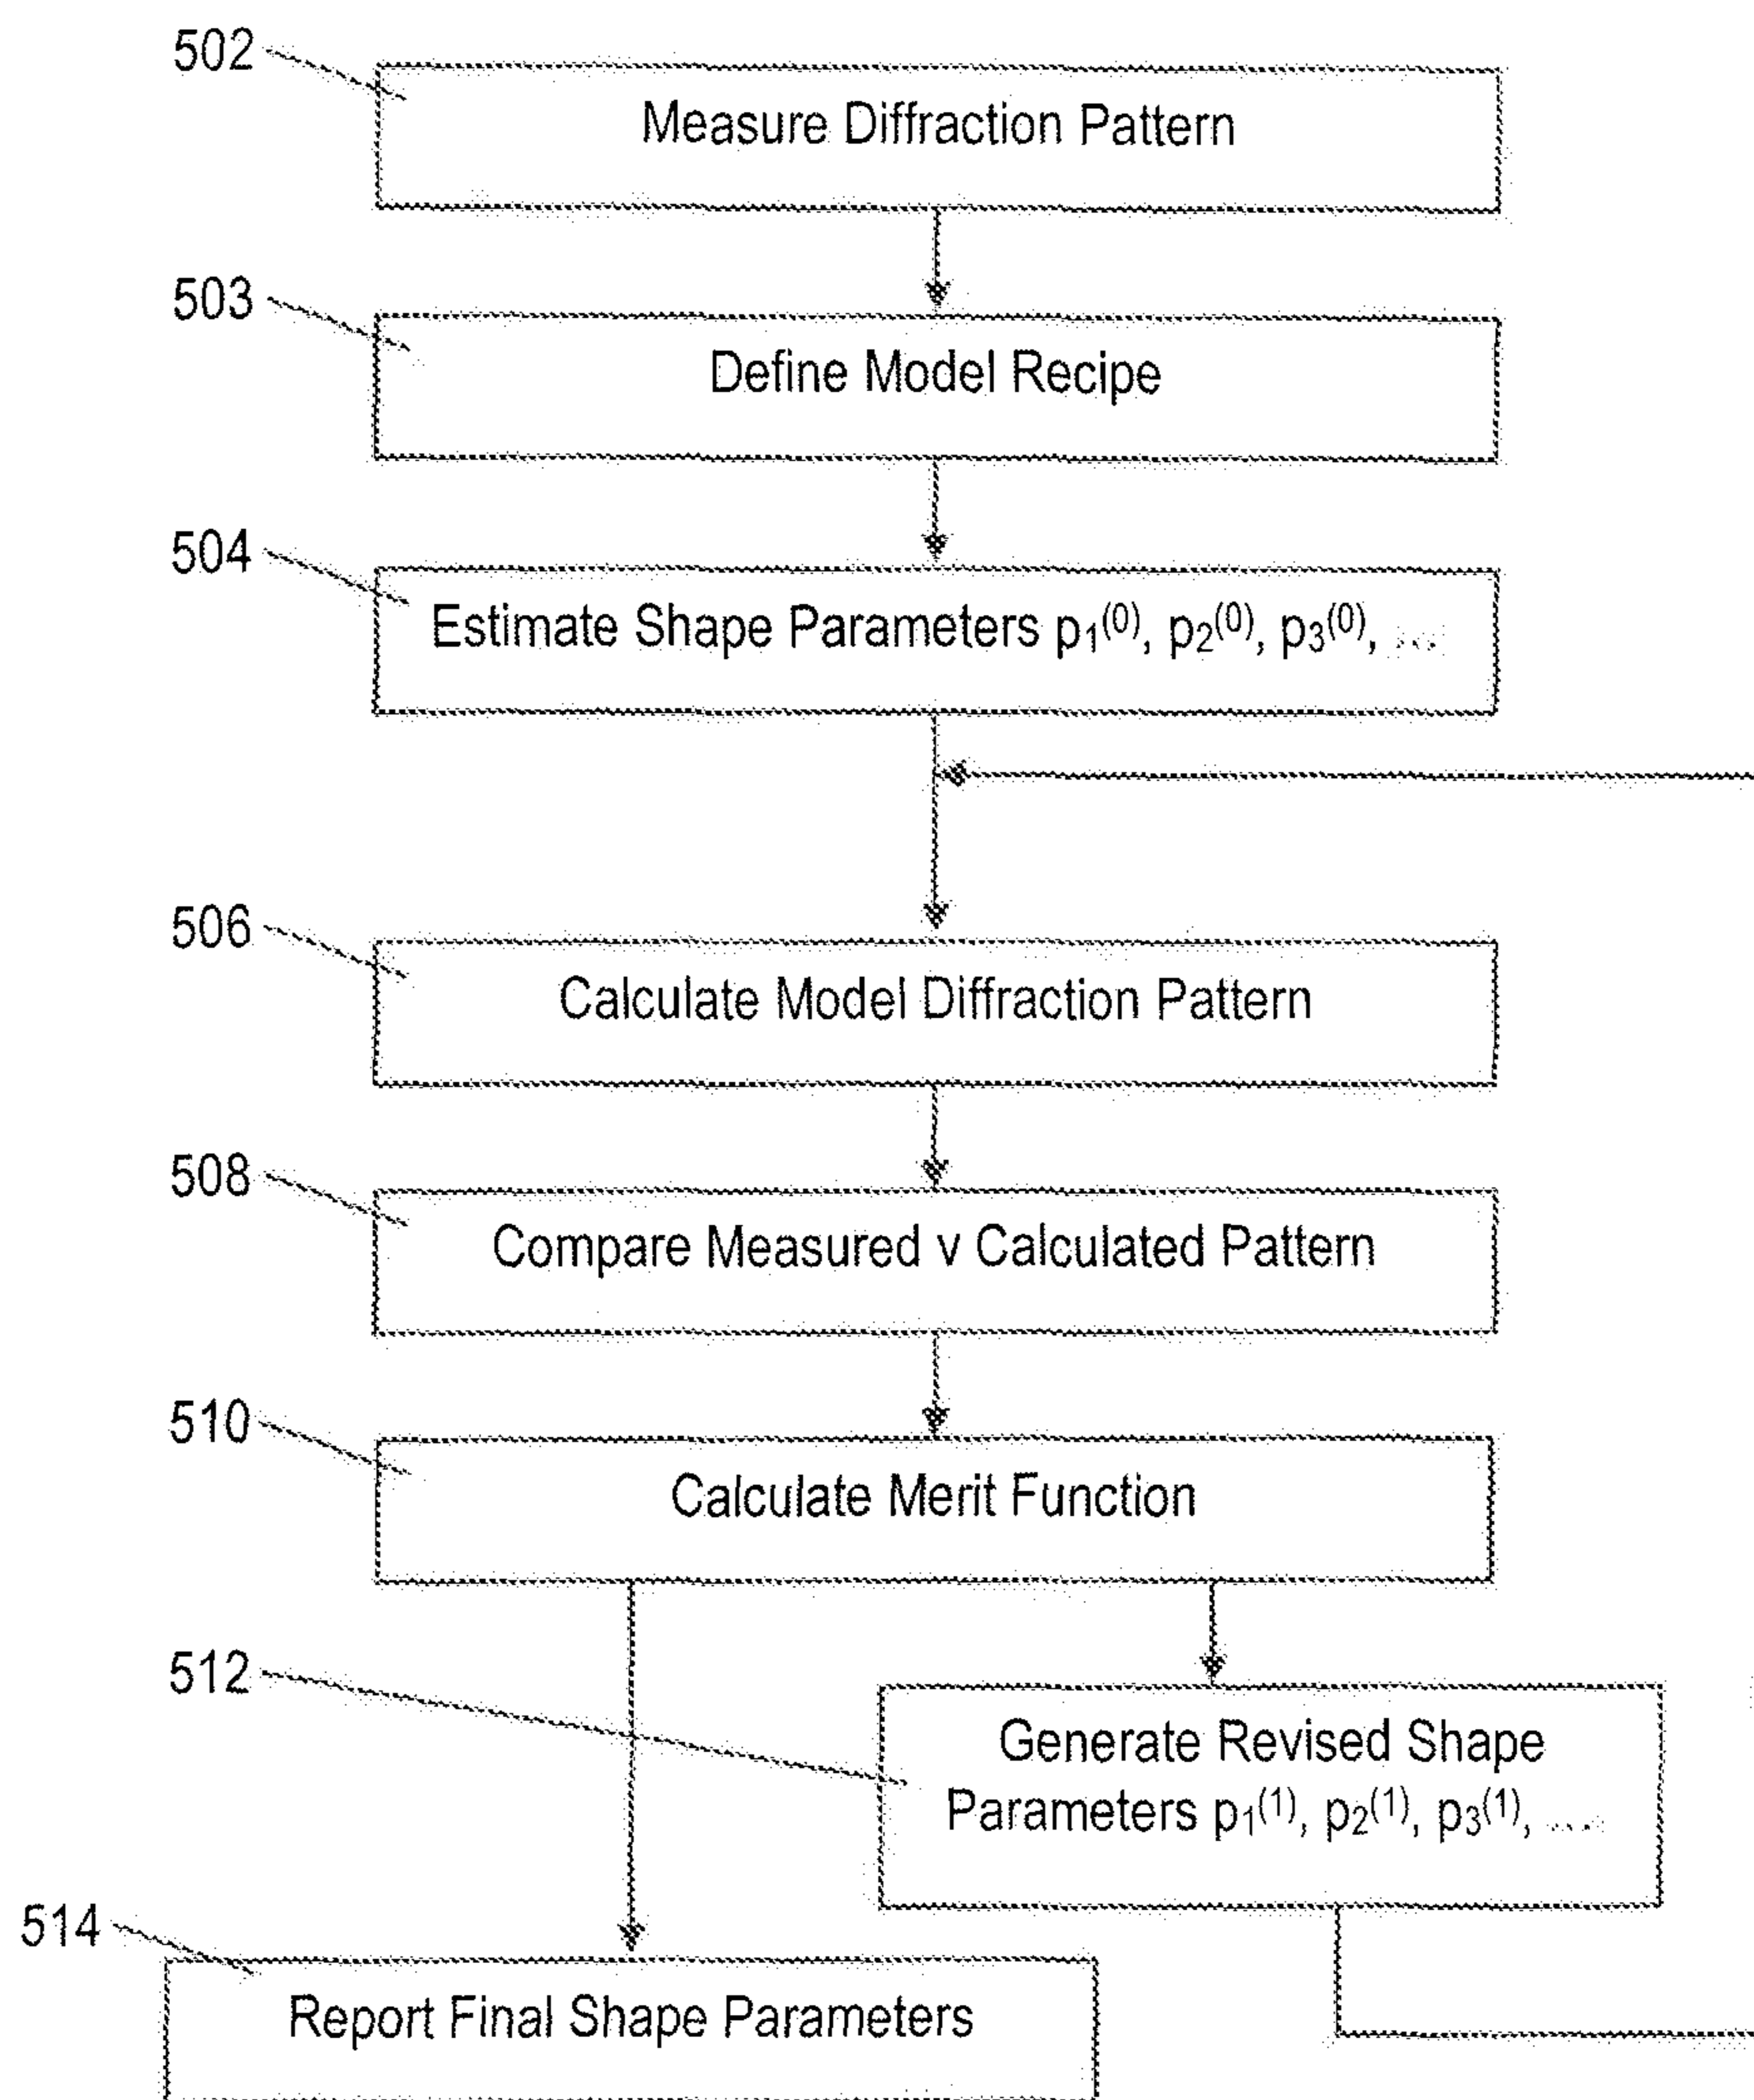 502
Measure Diffraction Pattern
503
Define Model Recipe
504
Estimate Shape Parameters p₁⁽⁰⁾, p₂⁽⁰⁾, p₃⁽⁰⁾, ....
506
Calculate Model Diffraction Pattern
508
Compare Measured v Calculated Pattern
510
Calculate Merit Function
512
Generate Revised Shape
Parameters p₁⁽¹⁾, p₂⁽¹⁾, p₃⁽¹⁾, ....
514
Report Final Shape Parameters